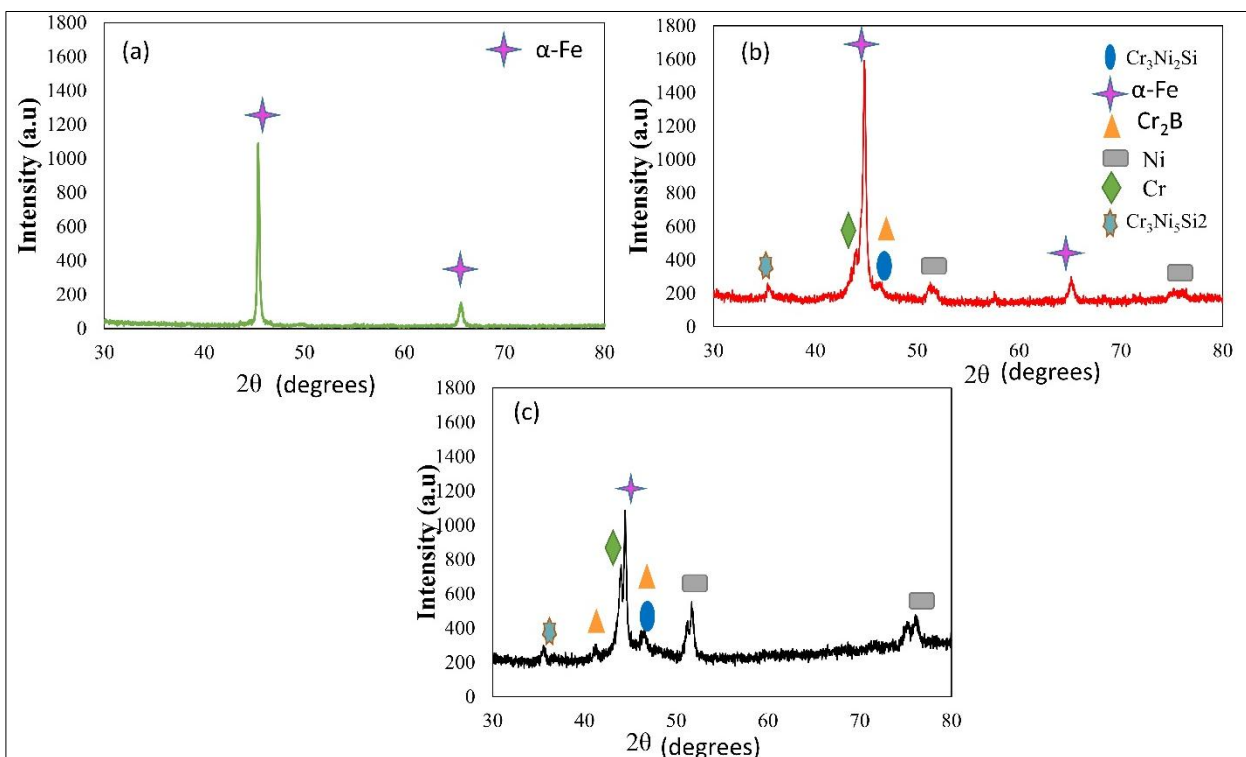 (a)
α-Fe
Intensity (a.u)
1800
1600
1400
1200
1000
800
600
400
200
0
30 40 50 60 70 80
2θ (degrees)
(b)
Cr₃Ni₂Si
α-Fe
Cr₂B
Ni
Cr
Cr₃Ni₅Si2
Intensity (a.u)
1800
1600
1400
1200
1000
800
600
400
200
0
30 40 50 60 70 80
2θ (degrees)
(c)
Intensity (a.u)
1800
1600
1400
1200
1000
800
600
400
200
0
30 40 50 60 70 80
2θ (degrees)